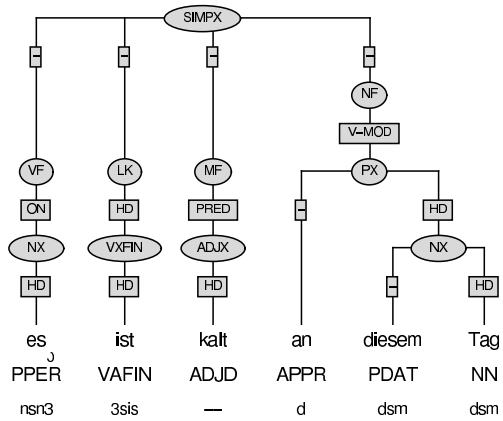 SIMPX
– – – –
NF
V–MOD
VF LK MF PX
ON HD PRED – HD
NX VXFIN ADJX NX
HD HD HD – HD
es ist kalt an diesem Tag
PPER VAFIN ADJD APPR PDAT NN
nsn3 3sis –– d dsm dsm